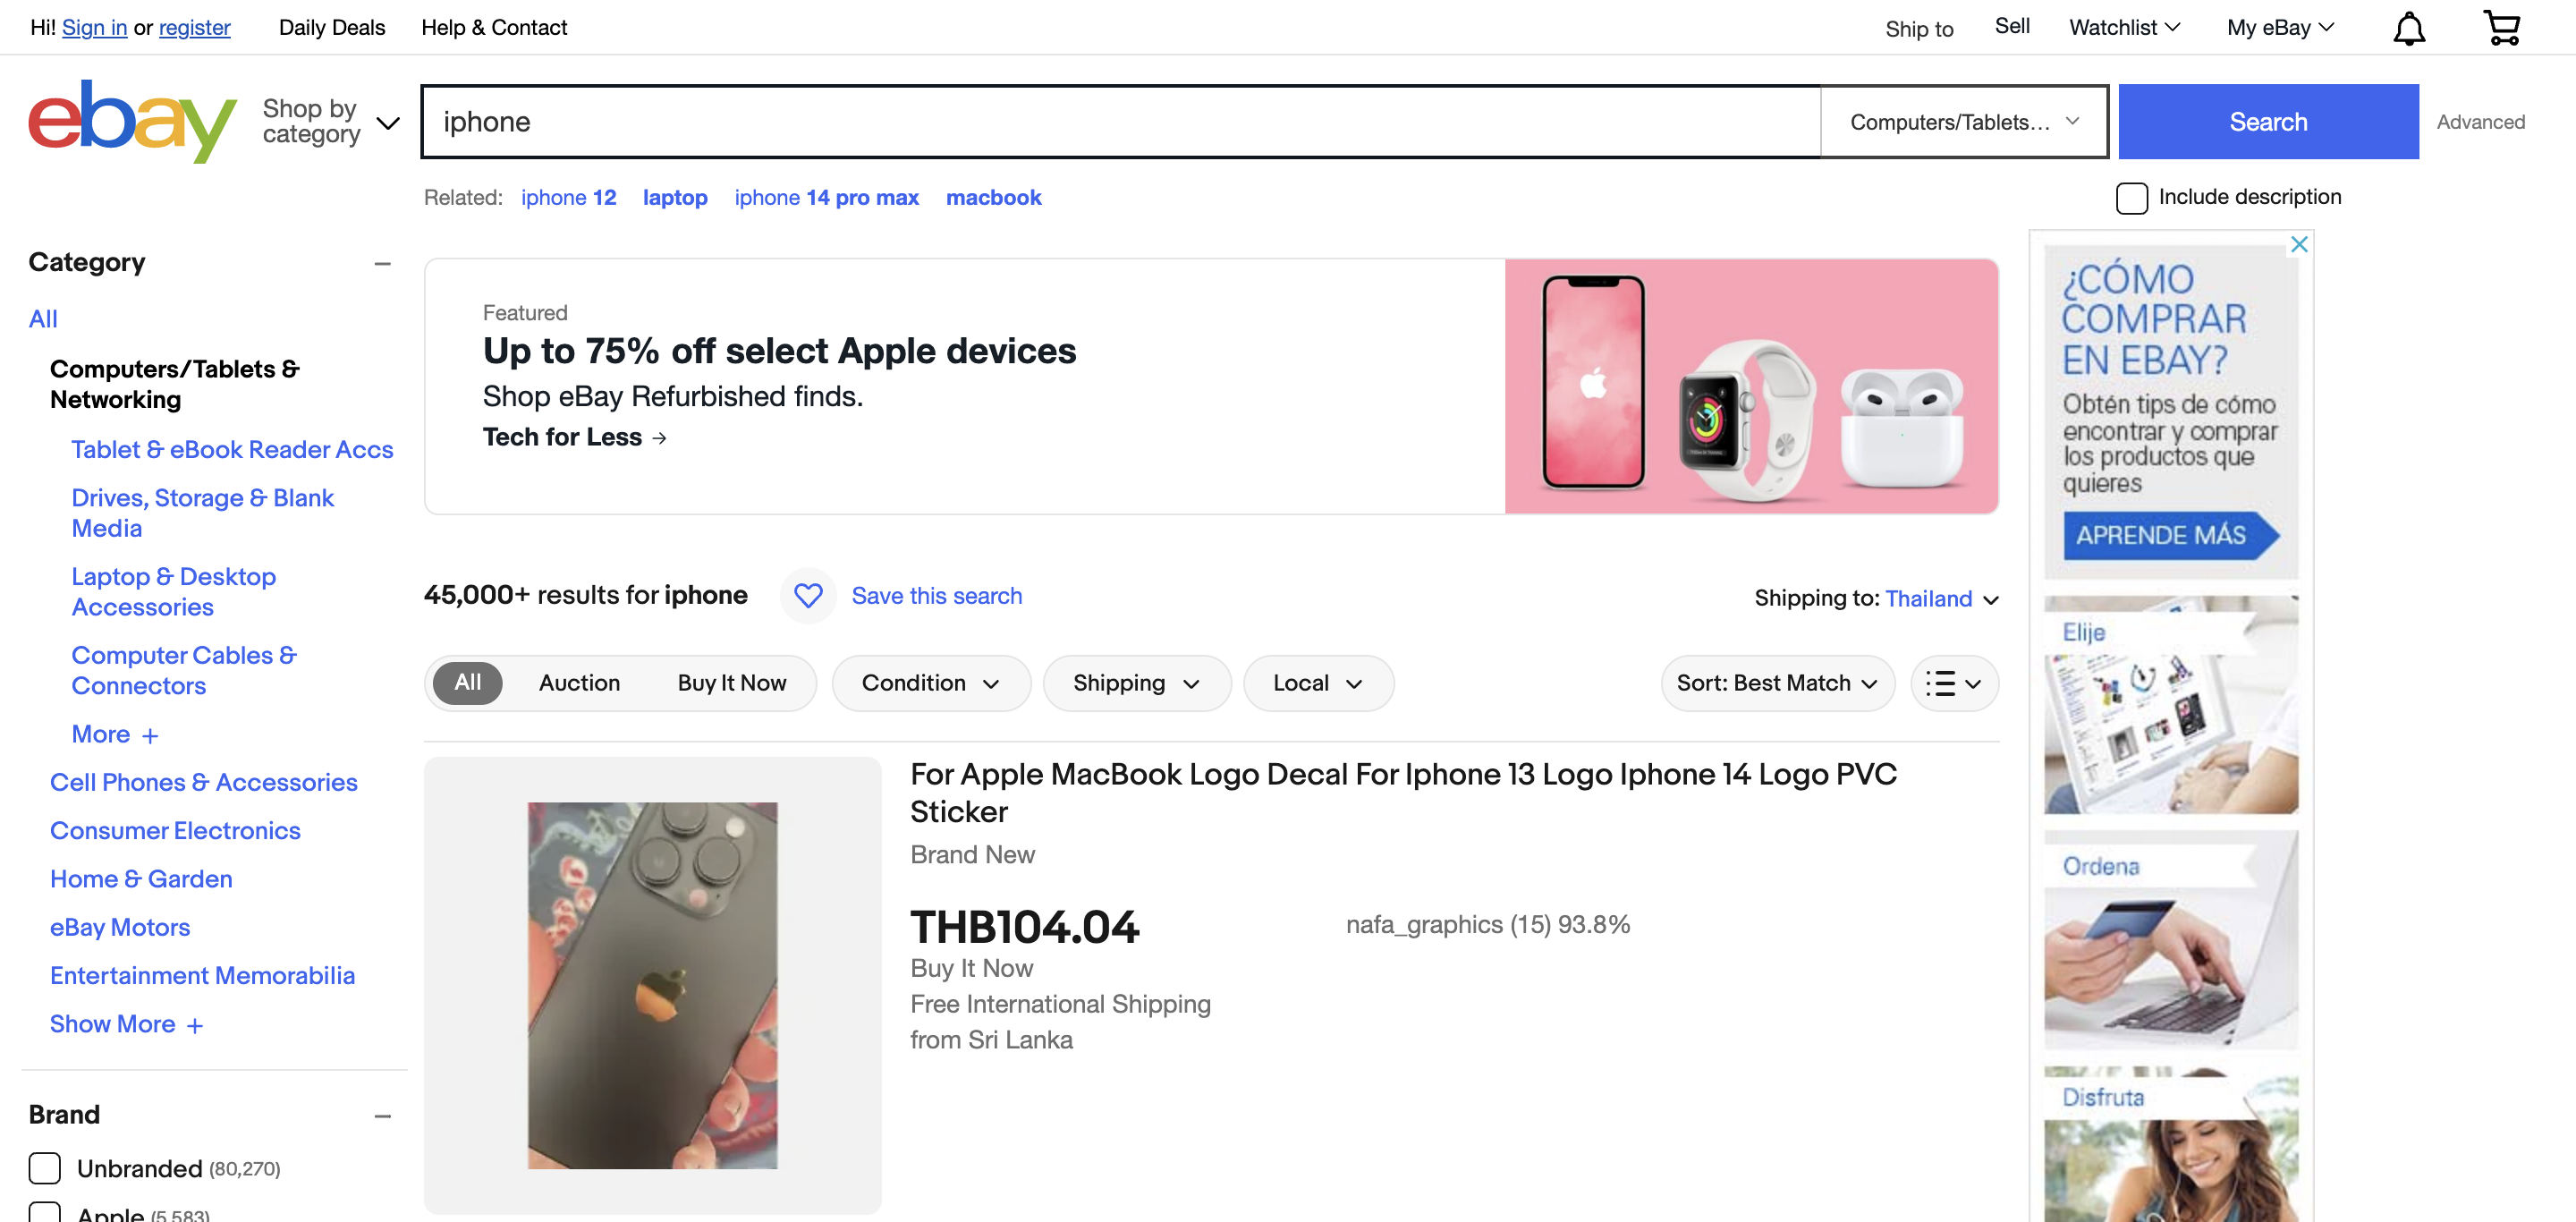 Hi! Sign in or register Daily Deals Help & Contact Ship to Sell Watchlist My eBay
ebay Shop by category iphone Computers/Tablets... Search Advanced
Related: iphone 12 laptop iphone 14 pro max macbook Include description
Category
All
Computers/Tablets &
Networking
Tablet & eBook Reader Accs
Drives, Storage & Blank
Media
Laptop & Desktop
Accessories
Computer Cables &
Connectors
More +
Cell Phones & Accessories
Consumer Electronics
Home & Garden
eBay Motors
Entertainment Memorabilia
Show More +
Brand
Unbranded (80,270)
Apple (5,583)
Featured
Up to 75% off select Apple devices
Shop eBay Refurbished finds.
Tech for Less →
45,000+ results for iphone Save this search Shipping to: Thailand
All Auction Buy It Now Condition Shipping Local Sort: Best Match
For Apple MacBook Logo Decal For Iphone 13 Logo Iphone 14 Logo PVC
Sticker
Brand New
THB104.04 nafa_graphics (15) 93.8%
Buy It Now
Free International Shipping
from Sri Lanka
¿CÓMO
COMPRAR
EN EBAY?
Obtén tips de cómo
encontrar y comprar
los productos que
quieres
APRENDE MÁS
Elije
Ordena
Disfruta